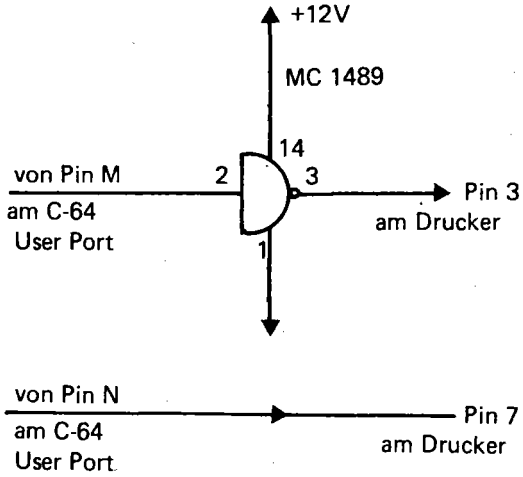 +12V
MC 1489
14
von Pin M
2
3
Pin 3
am C-64
am Drucker
User Port
1
von Pin N
Pin 7
am C-64
am Drucker
User Port